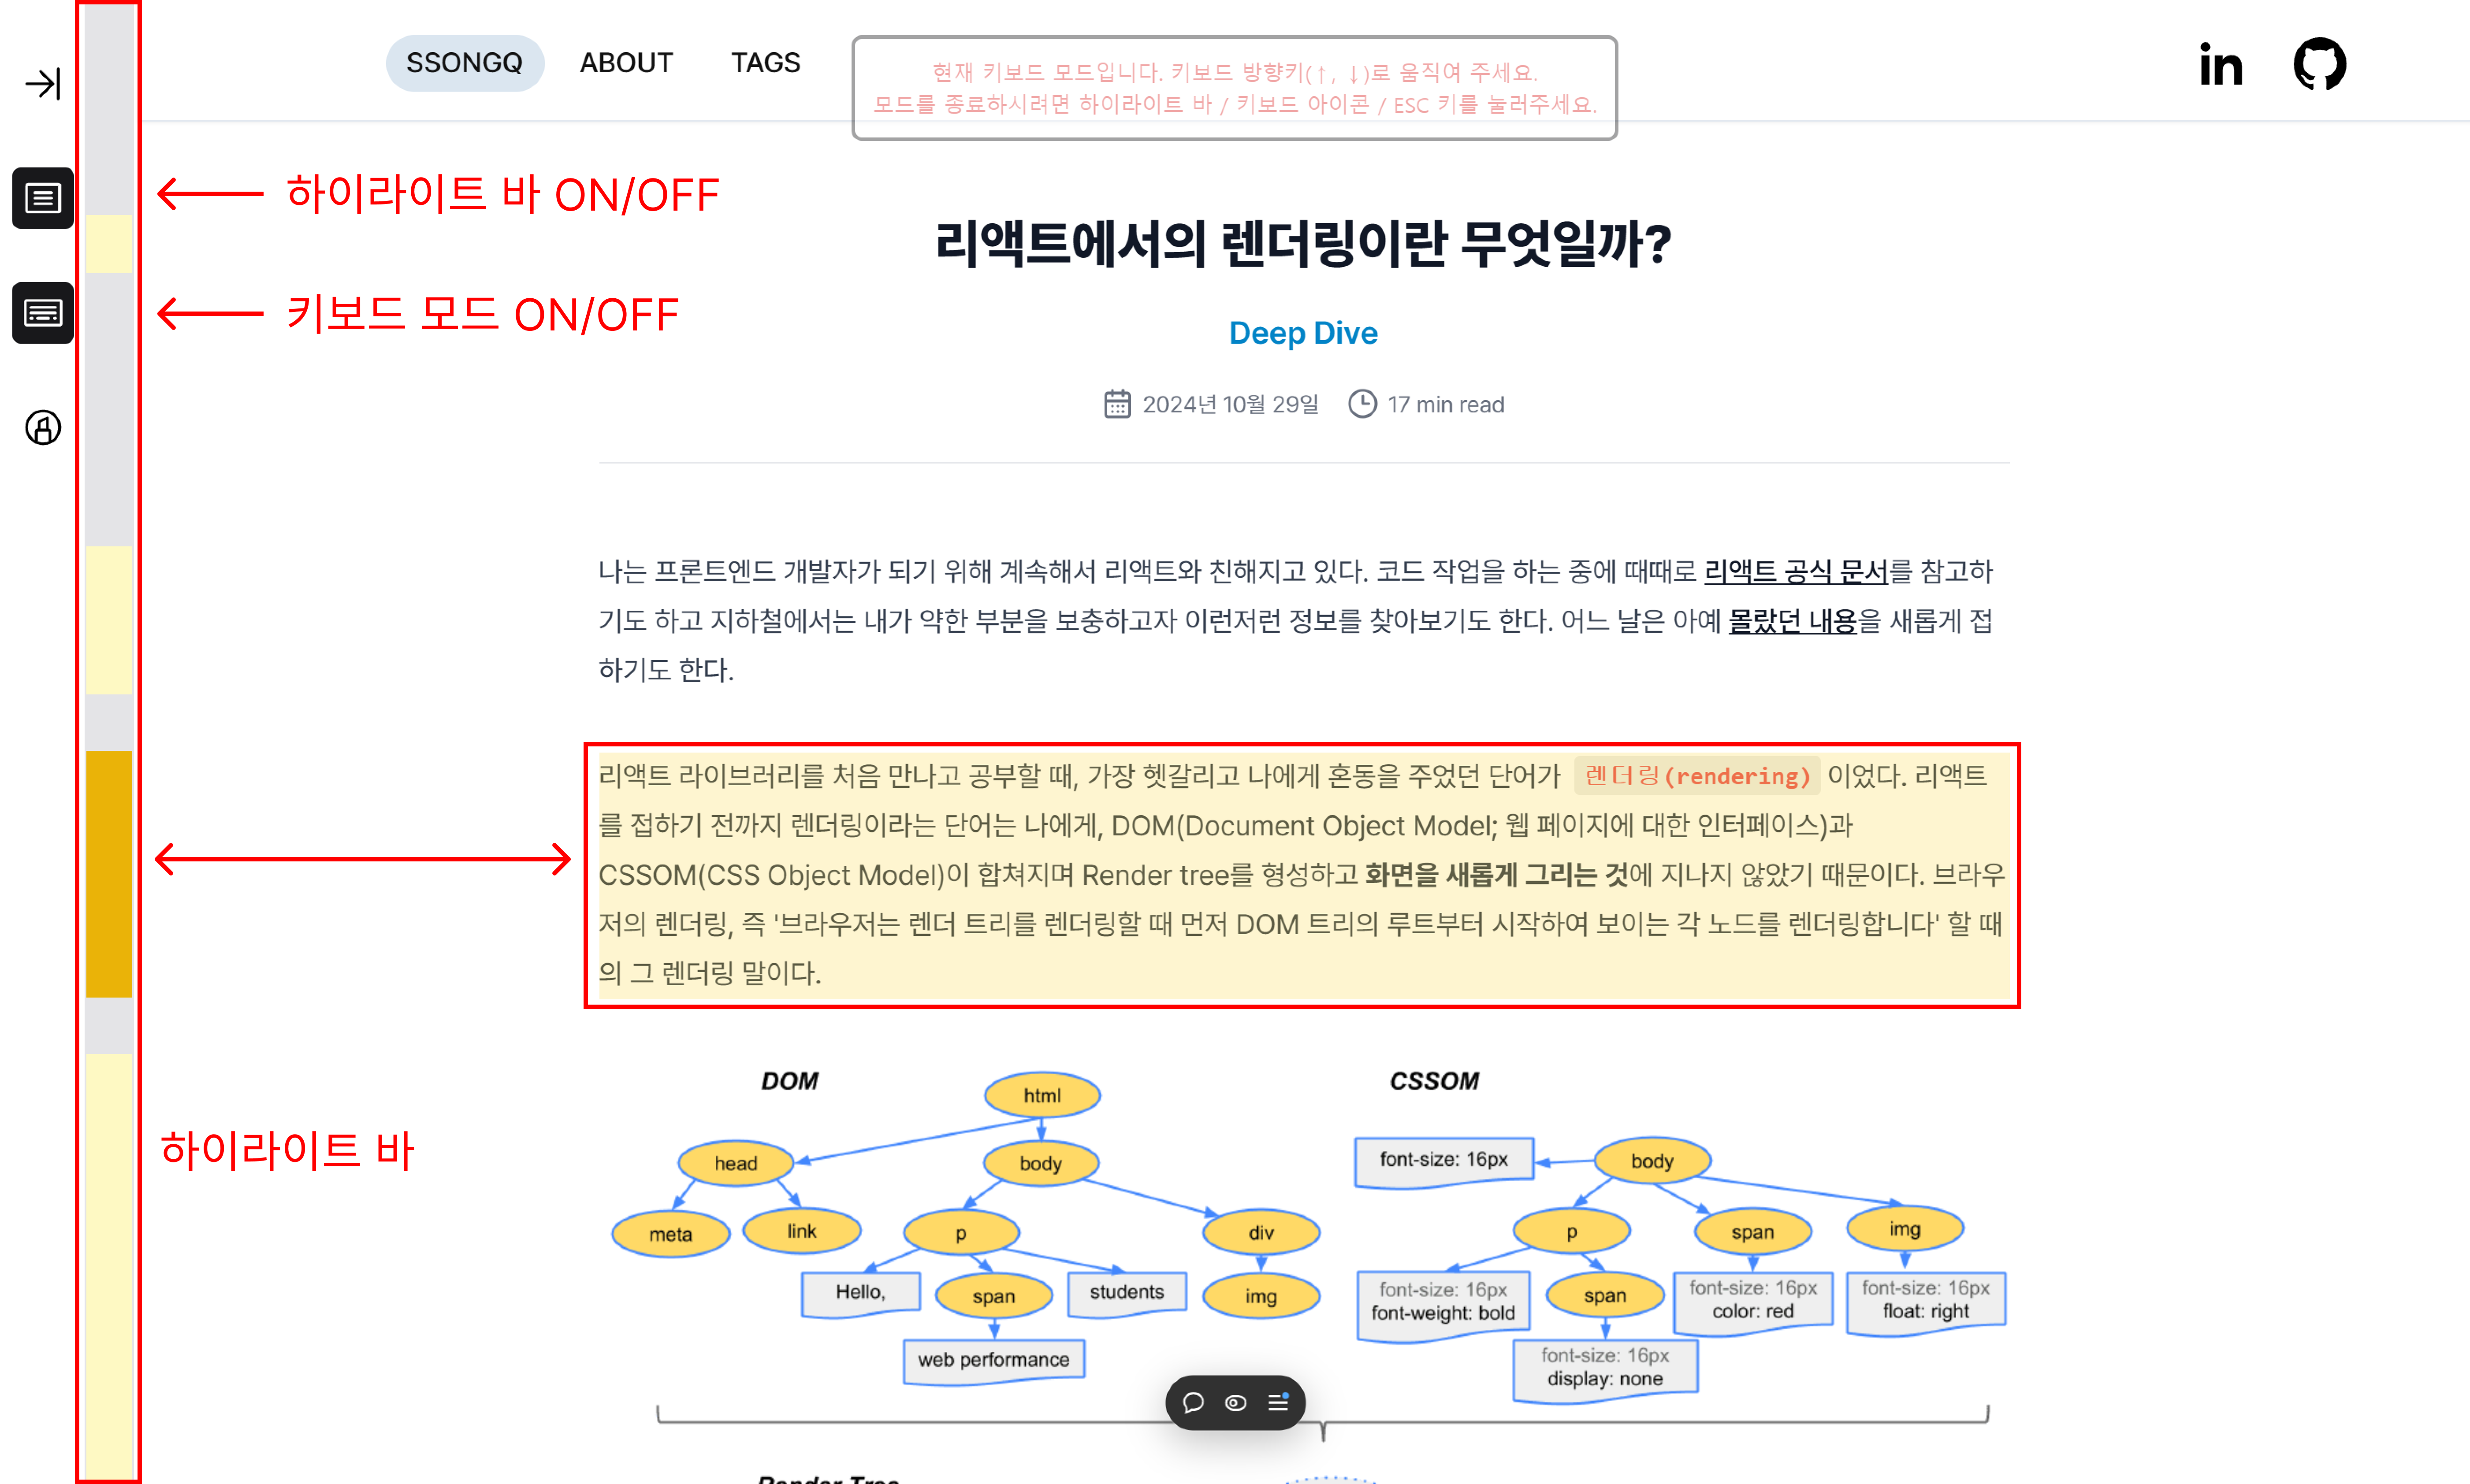 SSONGQ
ABOUT
TAGS
현재 키보드 모드입니다. 키보드 방향키(↑, ↓)로 움직여 주세요.
모드를 종료하시려면 하이라이트 바 / 키보드 아이콘 / ESC 키를 눌러주세요.
in
하이라이트 바 ON/OFF
키보드 모드 ON/OFF
리액트에서의 렌더링이란 무엇일까?
Deep Dive
2024년 10월 29일
17 min read
나는 프론트엔드 개발자가 되기 위해 계속해서 리액트와 친해지고 있다. 코드 작업을 하는 중에 때때로 리액트 공식 문서를 참고하
기도 하고 지하철에서는 내가 약한 부분을 보충하고자 이런저런 정보를 찾아보기도 한다. 어느 날은 아예 몰랐던 내용을 새롭게 접
하기도 한다.
리액트 라이브러리를 처음 만나고 공부할 때, 가장 헷갈리고 나에게 혼동을 주었던 단어가 렌더링(rendering) 이었다. 리액트
를 접하기 전까지 렌더링이라는 단어는 나에게, DOM(Document Object Model; 웹 페이지에 대한 인터페이스)과
CSSOM(CSS Object Model)이 합쳐지며 Render tree를 형성하고 화면을 새롭게 그리는 것에 지나지 않았기 때문이다. 브라우
저의 렌더링, 즉 '브라우저는 렌더 트리를 렌더링할 때 먼저 DOM 트리의 루트부터 시작하여 보이는 각 노드를 렌더링합니다' 할 때
의 그 렌더링 말이다.
하이라이트 바
DOM
html
head
body
meta
link
p
div
Hello,
span
students
img
web performance
CSSOM
font-size: 16px
body
p
span
img
font-size: 16px
font-weight: bold
span
font-size: 16px
color: red
font-size: 16px
float: right
font-size: 16px
display: none
Render Tree